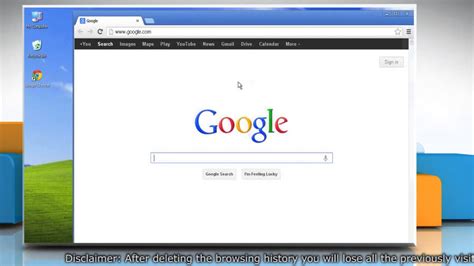 Google
www.google.com
+You Search Images Maps Play YouTube News Gmail Drive Calendar More
Sign in
Google
Google Search I'm Feeling Lucky
Disclaimer: After deleting the browsing history you will lose all the previously visit